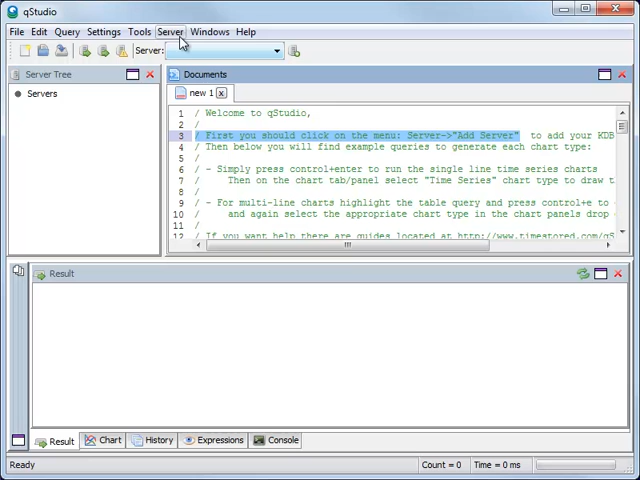 qStudio
File Edit Query Settings Tools Server Windows Help
Server:
Server Tree
Documents
Servers
new 1
1 / Welcome to qStudio,
2 /
3 / First you should click on the menu: Server->"Add Server" to add your KDB
4 / Then below you will find example queries to generate each chart type:
5 /
6 / - Simply press control+enter to run the single line time series charts
7 / Then on the chart tab/panel select "Time Series" chart type to draw t
8 /
9 / - For multi-line charts highlight the table query and press control+e to
10 / and again select the appropriate chart type in the chart panels drop
11 /
12 / If you want help there are guides located at http://www.timestored.com/qS
Result
Result Chart History Expressions Console
Ready Count = 0 Time = 0 ms